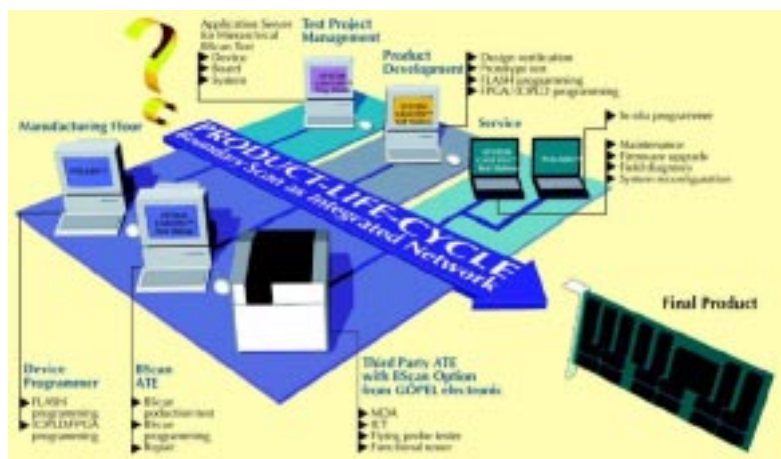 Application Server
for Hierarchical
BScan Test
Device
Board
System
Test Project
Management
Product
Development
Design verification
Prototype test
FLASH programming
FPGA/ICPLD programming
Service
In-situ programmer
Maintenance
Firmware upgrade
Field diagnosis
System reconfiguration
Manufacturing Floor
PRODUCT-LIFE-CYCLE
Boundary Scan as Integrated Network
Final Product
Device
Programmer
FLASH
programming
ICPLD/FPGA
programming
BScan
ATE
BScan
production test
BScan
programming
Repair
Third Party ATE
with BScan Option
from GÖPEL electronic
MDA
ICT
Flying probe tester
Functional tester